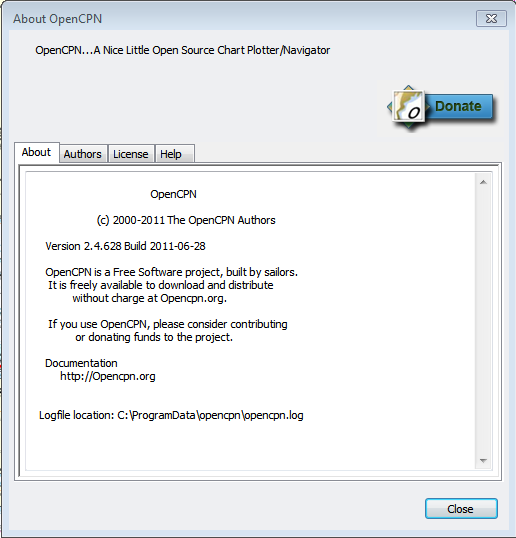 About OpenCPN
OpenCPN...A Nice Little Open Source Chart Plotter/Navigator
O
Donate
About Authors License Help
OpenCPN
(c) 2000-2011 The OpenCPN Authors
Version 2.4.628 Build 2011-06-28
OpenCPN is a Free Software project, built by sailors.
It is freely available to download and distribute
without charge at Opencpn.org.
If you use OpenCPN, please consider contributing
or donating funds to the project.
Documentation
http://Opencpn.org
Logfile location: C:\ProgramData\opencpn\opencpn.log
Close